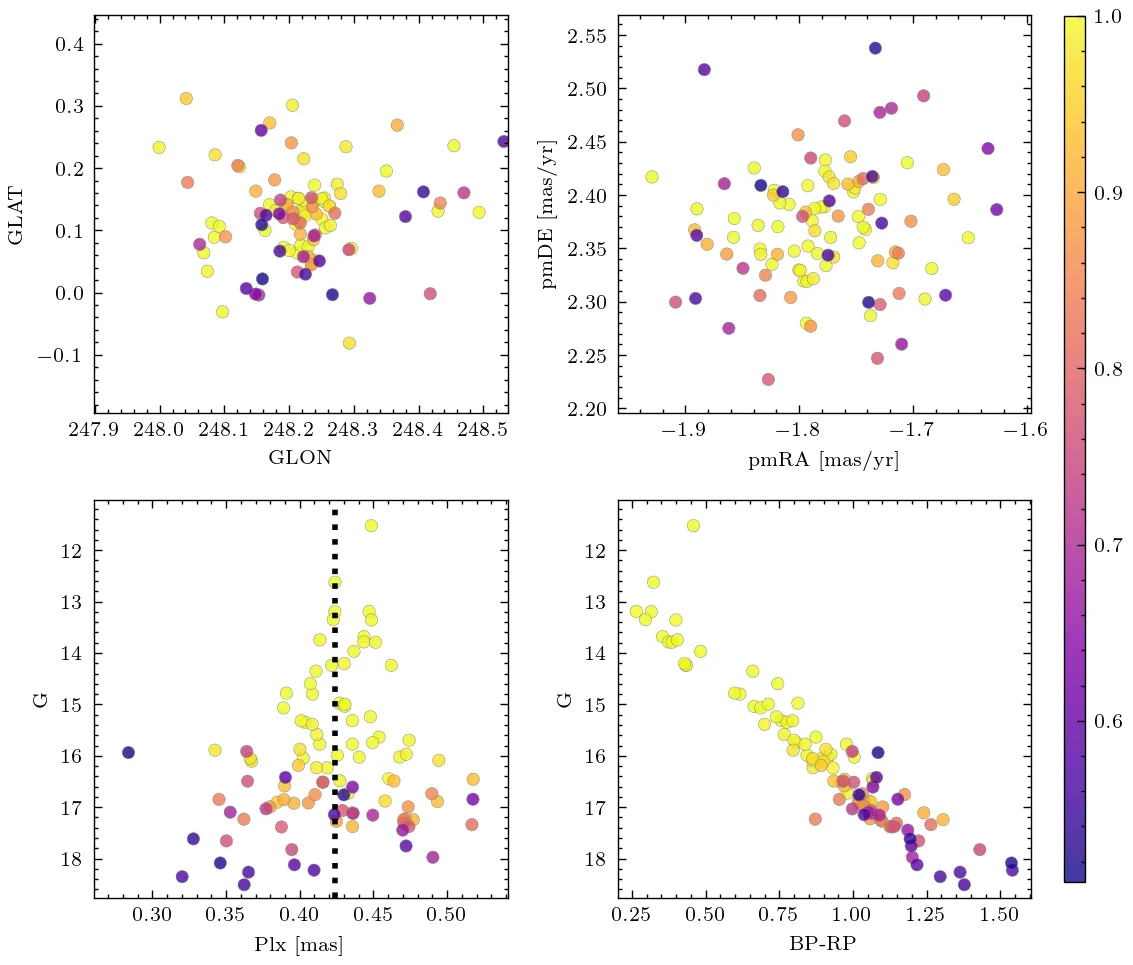 0.4
0.3
0.2
0.1
0.0
−0.1
GLAT
247.9 248.0 248.1 248.2 248.3 248.4 248.5
GLON
2.55
2.50
2.45
2.40
2.35
2.30
2.25
2.20
pmDE [mas/yr]
−1.9 −1.8 −1.7 −1.6
pmRA [mas/yr]
12
13
14
15
16
17
18
G
0.30 0.35 0.40 0.45 0.50
Plx [mas]
12
13
14
15
16
17
18
G
0.25 0.50 0.75 1.00 1.25 1.50
BP-RP
1.0
0.9
0.8
0.7
0.6